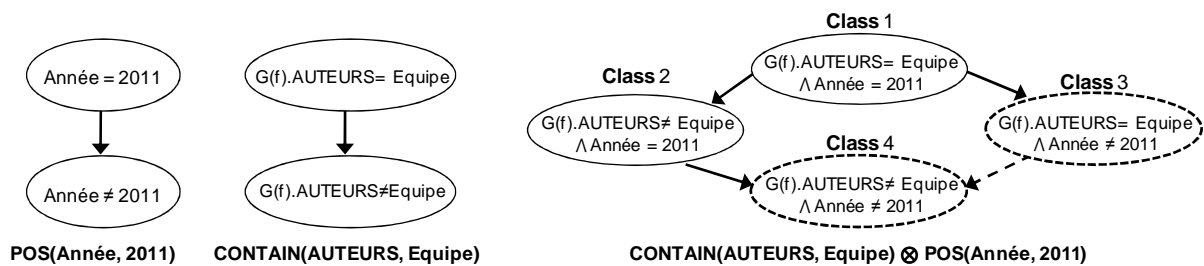 Année = 2011
Année ≠ 2011
POS(Année, 2011)
G(f).AUTEURS= Equipe
G(f).AUTEURS≠Equipe
CONTAIN(AUTEURS, Equipe)
Class 1
G(f).AUTEURS= Equipe
∧ Année = 2011
Class 2
G(f).AUTEURS≠ Equipe
∧ Année = 2011
Class 3
G(f).AUTEURS= Equipe
∧ Année ≠ 2011
Class 4
G(f).AUTEURS≠ Equipe
∧ Année ≠ 2011
CONTAIN(AUTEURS, Equipe) ⊗ POS(Année, 2011)